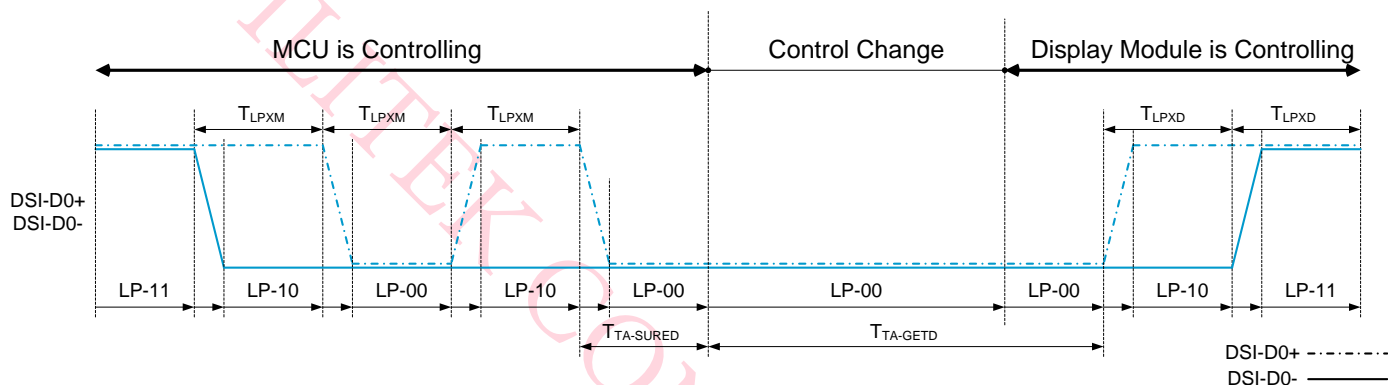 MCU is Controlling Control Change Display Module is Controlling
TLPXM TLPXM TLPXM TLPXD TLPXD
DSI-D0+
DSI-D0-
LP-11 LP-10 LP-00 LP-10 LP-00 LP-00 LP-00 LP-10 LP-11
TTA-SURED TTA-GETD
DSI-D0+
DSI-D0-
ILITEK CON